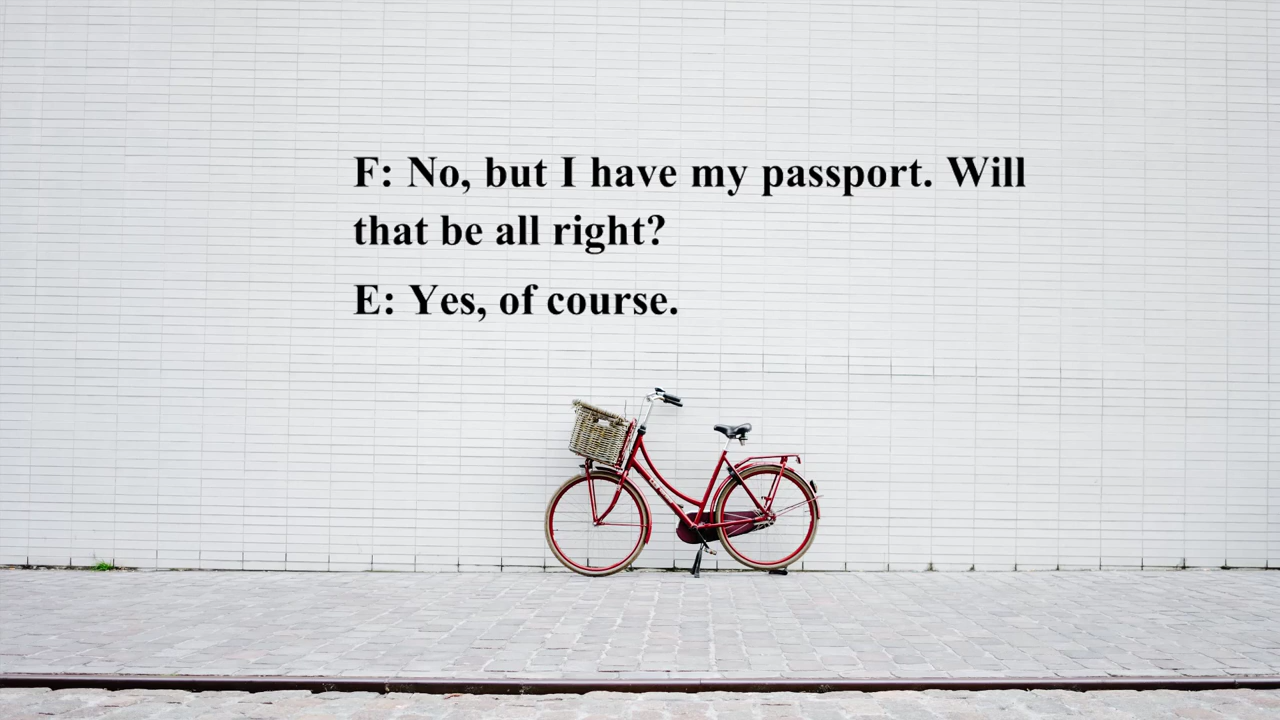 F: No, but I have my passport. Will
that be all right?
E: Yes, of course.